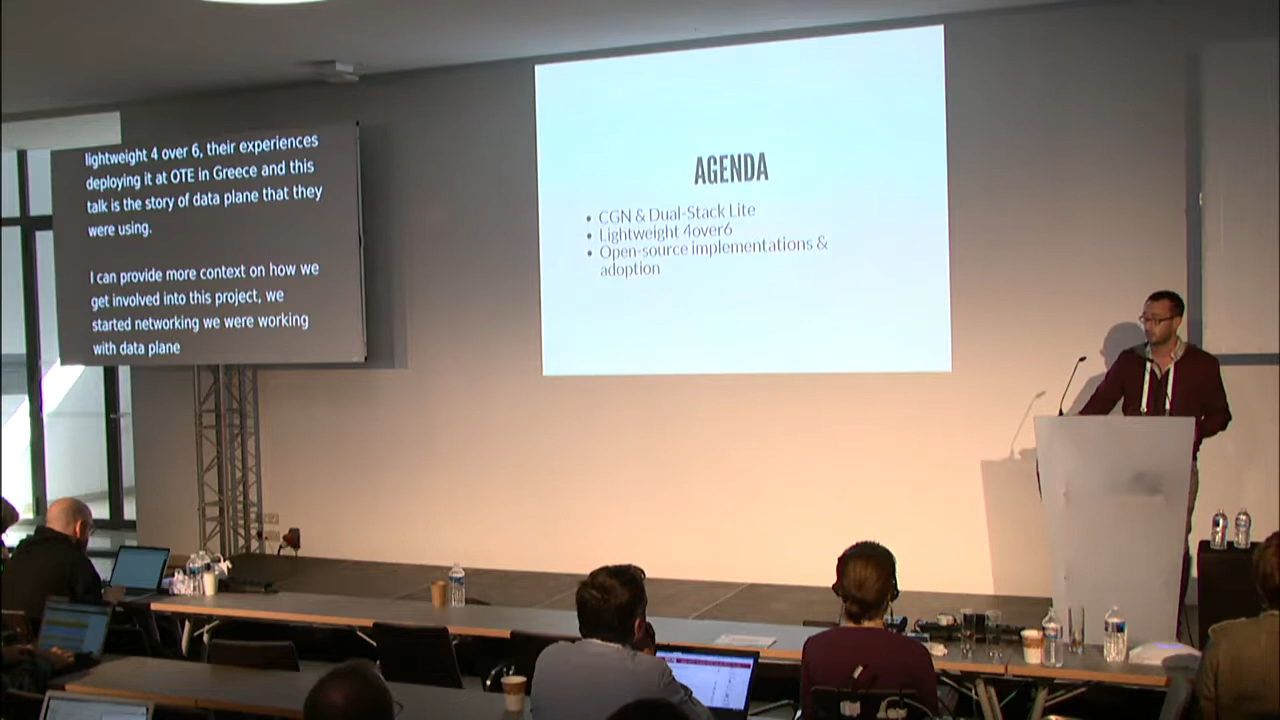 lightweight 4 over 6, their experiences
deploying it at OTE in Greece and this
talk is the story of data plane that they
were using.
I can provide more context on how we
get involved into this project, we
started networking we were working
with data plane
AGENDA
• CGN & Dual-Stack Lite
• Lightweight 4over6
• Open-source implementations &
adoption